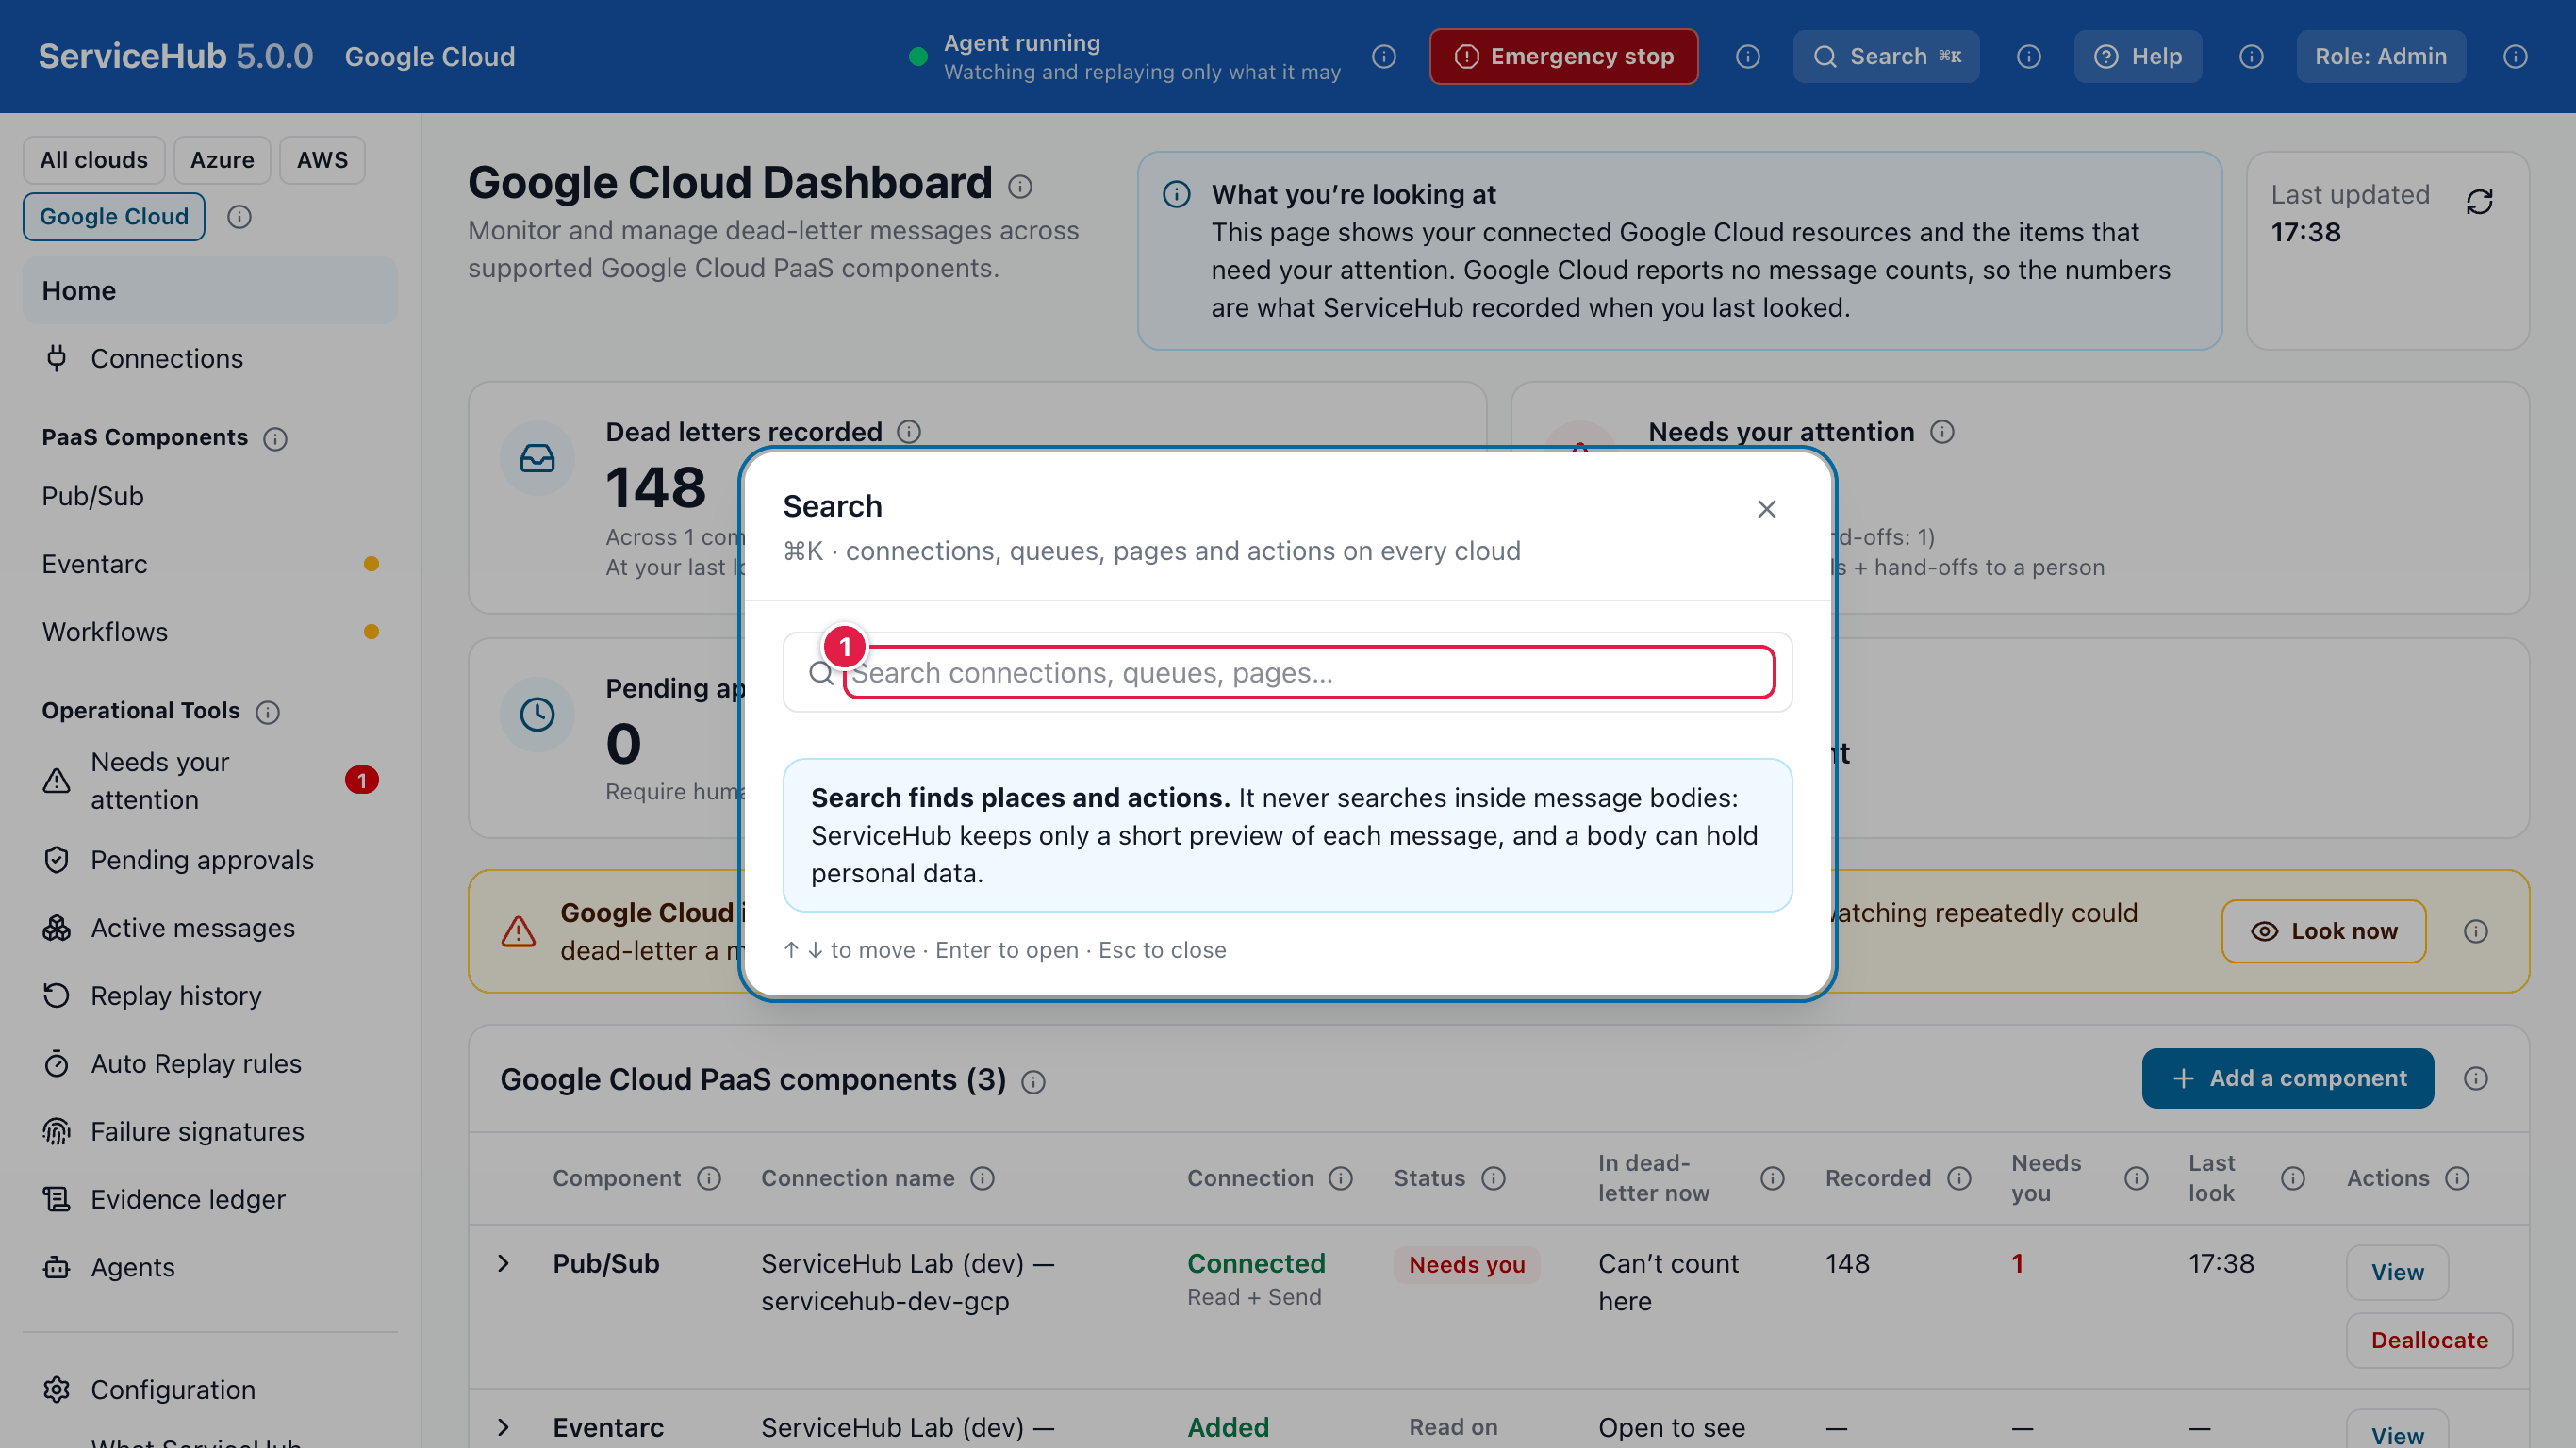 ServiceHub 5.0.0
Google Cloud
Agent running
Watching and replaying only what it may
Emergency stop
Search ⌘K
Help
Role: Admin
All clouds
Azure
AWS
Google Cloud
Home
Connections
PaaS Components
Pub/Sub
Eventarc
Workflows
Operational Tools
Needs your
attention
1
Pending approvals
Active messages
Replay history
Auto Replay rules
Failure signatures
Evidence ledger
Agents
Configuration
What ServiceHub
Google Cloud Dashboard
Monitor and manage dead-letter messages across
supported Google Cloud PaaS components.
What you’re looking at
This page shows your connected Google Cloud resources and the items that
need your attention. Google Cloud reports no message counts, so the numbers
are what ServiceHub recorded when you last looked.
Last updated
17:38
Dead letters recorded
148
Across 1
At your last
Needs your attention
hand-offs: 1)
+ hand-offs to a person
Pending
0
Require
Search
⌘K · connections, queues, pages and actions on every cloud
1
Search connections, queues, pages...
Search finds places and actions. It never searches inside message bodies:
ServiceHub keeps only a short preview of each message, and a body can hold
personal data.
↑ ↓ to move · Enter to open · Esc to close
Google Cloud
dead-letter a
watching repeatedly could
Look now
Google Cloud PaaS components (3)
+ Add a component
Component
Connection name
Connection
Status
In dead-
letter now
Recorded
Needs
you
Last
look
Actions
Pub/Sub
ServiceHub Lab (dev) —
servicehub-dev-gcp
Connected
Read + Send
Needs you
Can’t count
here
148
1
17:38
View
Deallocate
Eventarc
ServiceHub Lab (dev) —
Added
Read on
Open to see
—
—
—
View